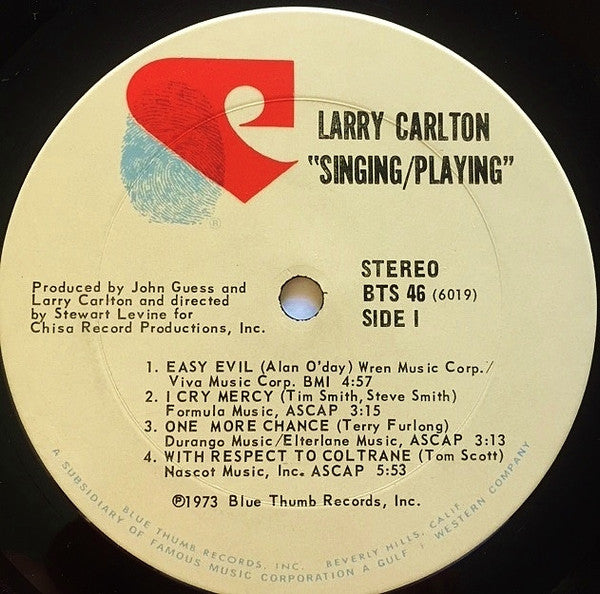 LARRY CARLTON
"SINGING/PLAYING"
®
Produced by John Guess and
Larry Carlton and directed
by Stewart Levine for
Chisa Record Productions, Inc.
STEREO
BTS 46 (6019)
SIDE I
1. EASY EVIL (Alan O'day) Wren Music Corp./
Viva Music Corp. BMI 4:57
2. I CRY MERCY (Tim Smith, Steve Smith)
Formula Music, ASCAP 3:15
3. ONE MORE CHANCE (Terry Furlong)
Durango Music/Elterlane Music, ASCAP 3:13
4. WITH RESPECT TO COLTRANE (Tom Scott)
Nascot Music, Inc. ASCAP 5:53
℗1973 Blue Thumb Records, Inc.
BLUE THUMB RECORDS, INC. BEVERLY HILLS, CALIF.
A SUBSIDIARY OF FAMOUS MUSIC CORPORATION A GULF + WESTERN COMPANY